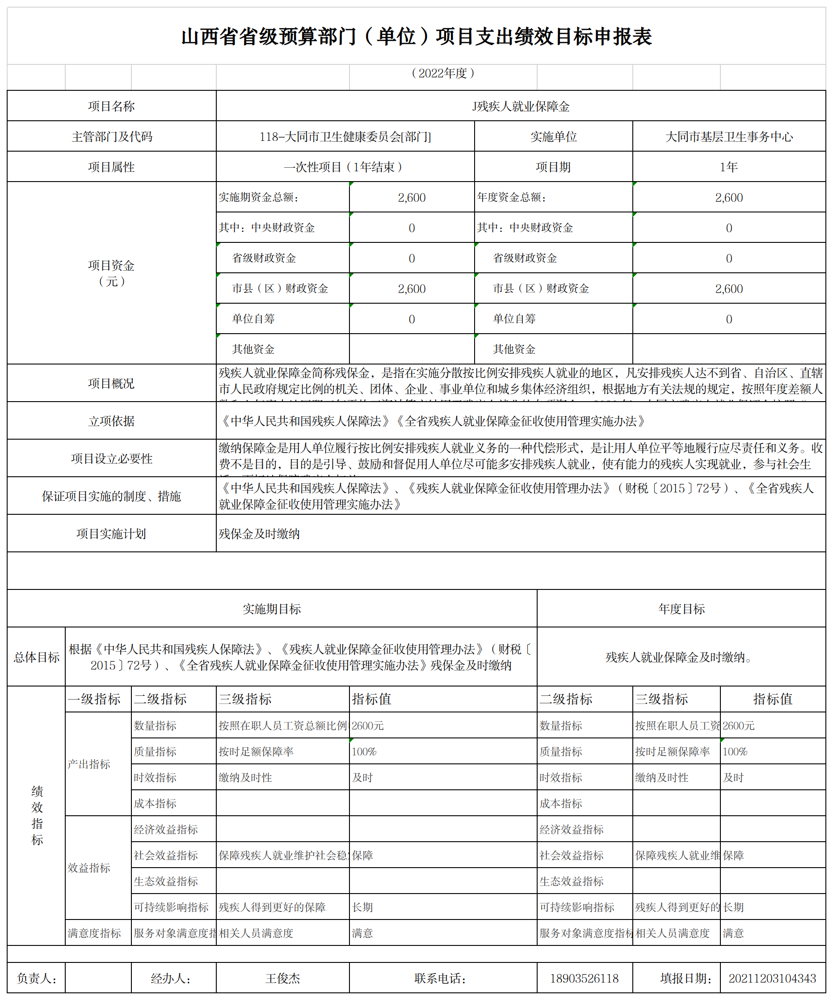 山西省省级预算部门（单位）项目支出绩效目标申报表
（2022年度）
项目名称 J残疾人就业保障金
主管部门及代码 118-大同市卫生健康委员会[部门] 实施单位 大同市基层卫生事务中心
项目属性 一次性项目（1年结束） 项目期 1年
项目资金
（元）
实施期资金总额： 2,600 年度资金总额： 2,600
其中：中央财政资金 0 其中：中央财政资金 0
省级财政资金 0 省级财政资金 0
市县（区）财政资金 2,600 市县（区）财政资金 2,600
单位自筹 0 单位自筹 0
其他资金 其他资金
项目概况
残疾人就业保障金简称残保金，是指在实施分散按比例安排残疾人就业的地区，凡安排残疾人达不到省、自治区、直辖
市人民政府规定比例的机关、团体、企业、事业单位和城乡集体经济组织，根据地方有关法规的规定，按照年度差额人
立项依据 《中华人民共和国残疾人保障法》《全省残疾人就业保障金征收使用管理实施办法》
项目设立必要性
缴纳保障金是用人单位履行按比例安排残疾人就业义务的一种代偿形式，是让用人单位平等地履行应尽责任和义务。收
费不是目的，目的是引导、鼓励和督促用人单位尽可能多安排残疾人就业，使有能力的残疾人实现就业，参与社会生
保证项目实施的制度、措施
《中华人民共和国残疾人保障法》、《残疾人就业保障金征收使用管理办法》（财税〔2015〕72号）、《全省残疾人
就业保障金征收使用管理实施办法》
项目实施计划 残保金及时缴纳
实施期目标 年度目标
总体目标
根据《中华人民共和国残疾人保障法》、《残疾人就业保障金征收使用管理办法》（财税〔
2015〕72号）、《全省残疾人就业保障金征收使用管理实施办法》残保金及时缴纳
残疾人就业保障金及时缴纳。
绩效指标
一级指标 二级指标 三级指标 指标值 二级指标 三级指标 指标值
产出指标
数量指标 按照在职人员工资总额比例 2600元 数量指标 按照在职人员工资 2600元
质量指标 按时足额保障率 100% 质量指标 按时足额保障率 100%
时效指标 缴纳及时性 及时 时效指标 缴纳及时性 及时
成本指标 成本指标
效益指标
经济效益指标 经济效益指标
社会效益指标 保障残疾人就业维护社会稳 保障 社会效益指标 保障残疾人就业维 保障
生态效益指标 生态效益指标
可持续影响指标 残疾人得到更好的保障 长期 可持续影响指标 残疾人得到更好的 长期
满意度指标 服务对象满意度指 相关人员满意度 满意 服务对象满意度指标 相关人员满意度 满意
负责人： 经办人： 王俊杰 联系电话： 18903526118 填报日期： 20211203104343